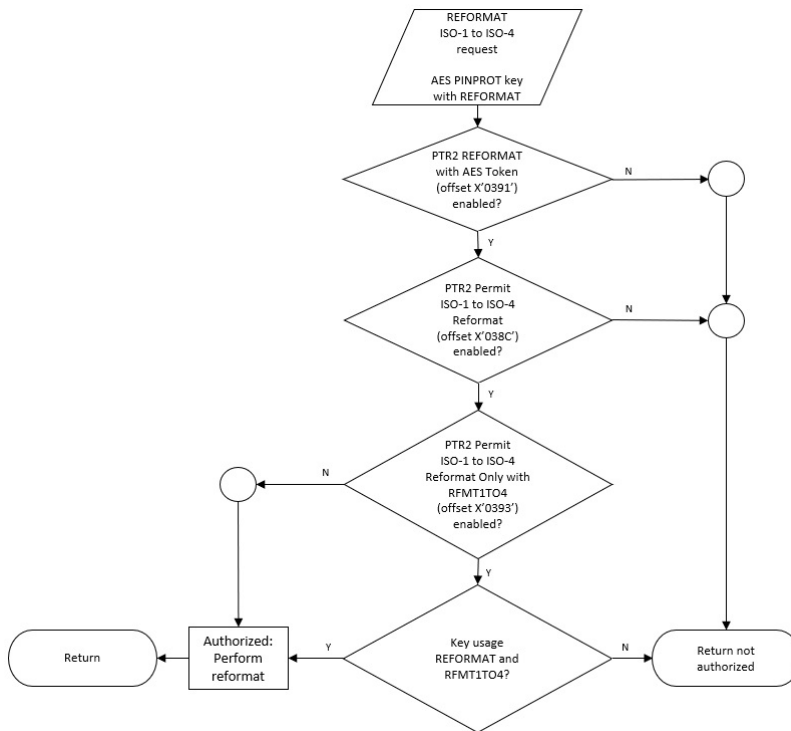 REFORMAT
ISO-1 to ISO-4
request
AES PINPROT key
with REFORMAT
PTR2 REFORMAT
with AES Token
(offset X'0391')
enabled?
N
Y
PTR2 Permit
ISO-1 to ISO-4
Reformat
(offset X'038C')
enabled?
N
Y
PTR2 Permit
ISO-1 to ISO-4
Reformat Only with
RFMT1TO4
(offset X'0393')
enabled?
N
Y
Key usage
REFORMAT and
RFMT1TO4?
Y
N
Authorized:
Perform
reformat
Return
Return not
authorized